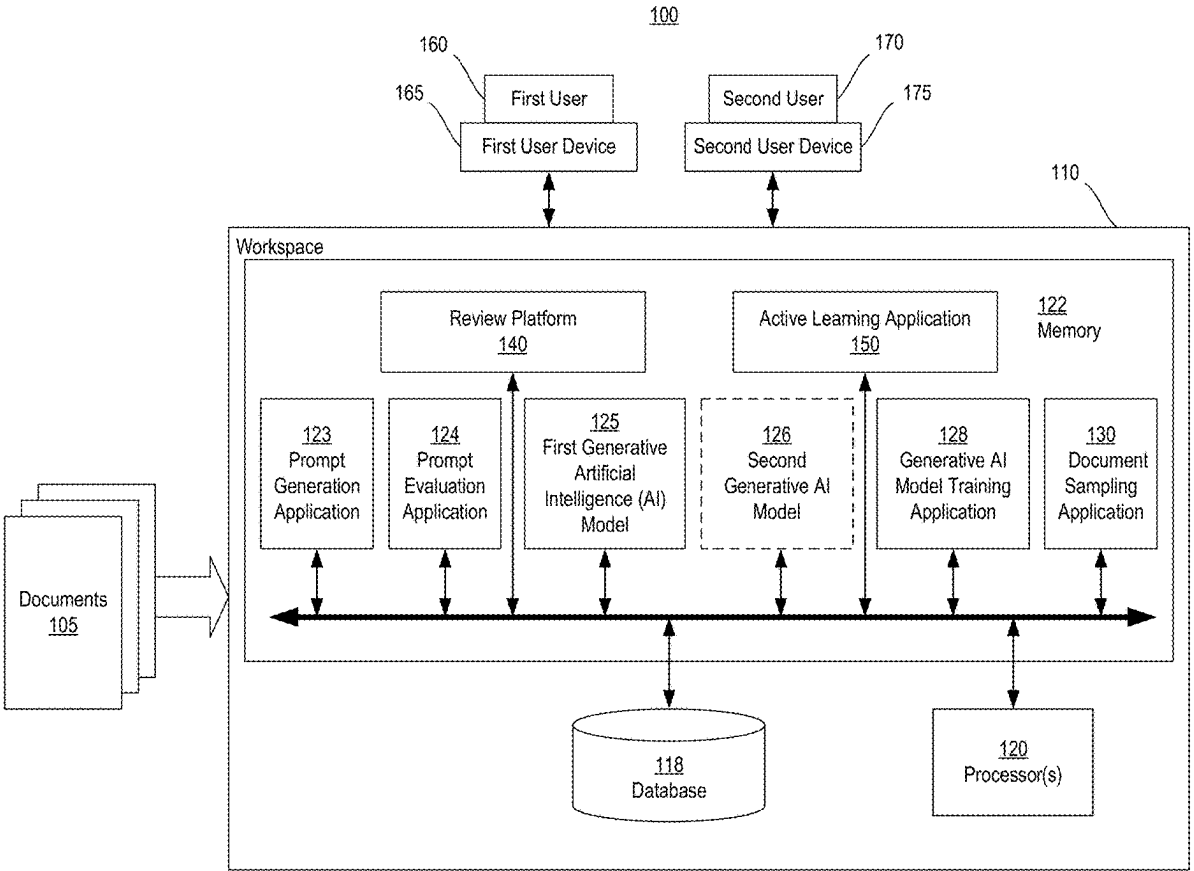 100
160
First User
165
First User Device
170
Second User
175
Second User Device
110
Workspace
Review Platform
140
Active Learning Application
150
122
Memory
123
Prompt
Generation
Application
124
Prompt
Evaluation
Application
125
First Generative
Artificial
Intelligence (AI)
Model
126
Second
Generative AI
Model
128
Generative AI
Model Training
Application
130
Document
Sampling
Application
Documents
105
118
Database
120
Processor(s)